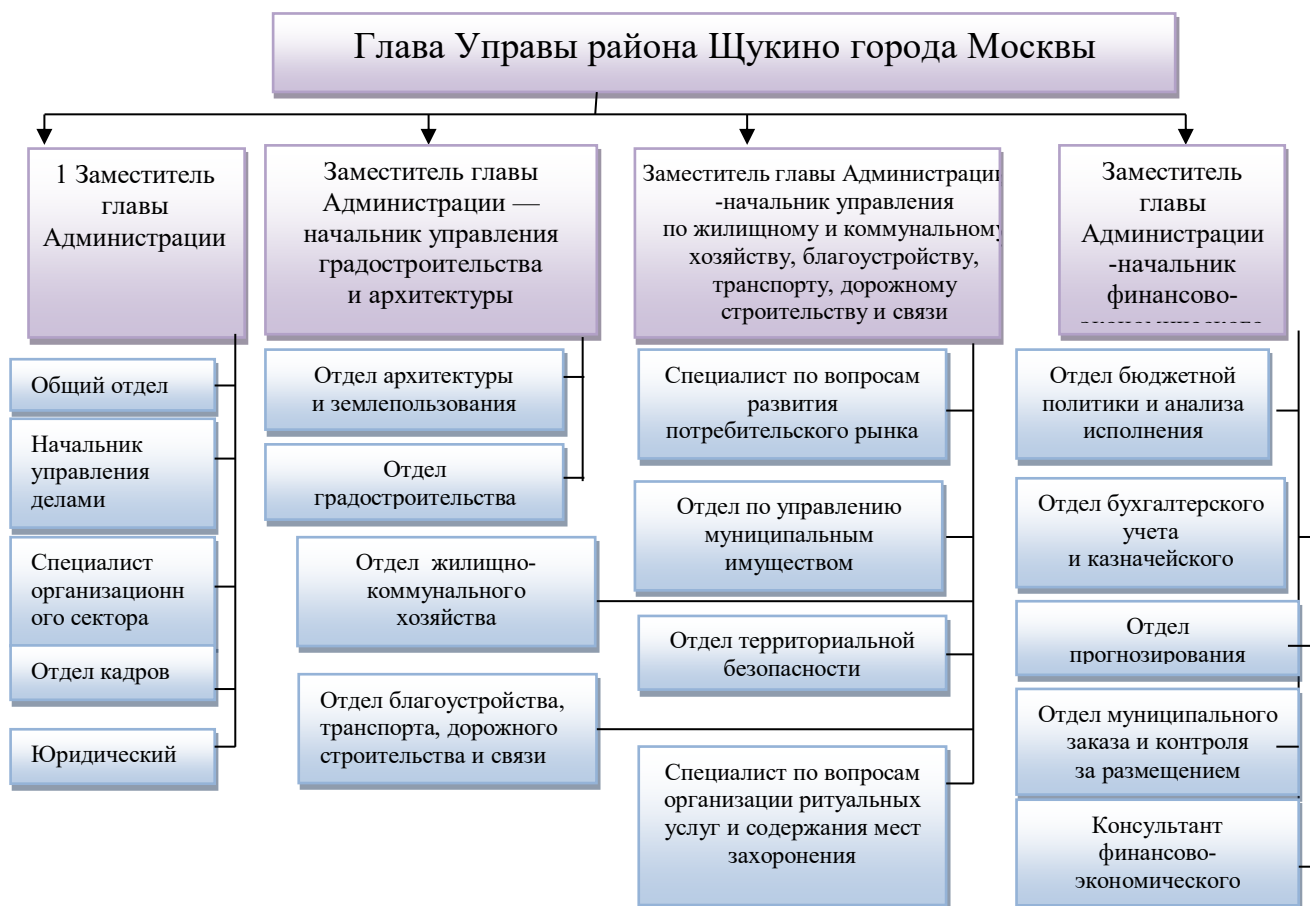 Глава Управы района Щукино города Москвы
1 Заместитель
главы
Администрации
Заместитель главы
Администрации —
начальник управления
градостроительства
и архитектуры
Заместитель главы Администрации
-начальник управления
по жилищному и коммунальному
хозяйству, благоустройству,
транспорту, дорожному
строительству и связи
Заместитель
главы
Администрации
-начальник
финансово-
Общий отдел
Начальник
управления
делами
Специалист
организационн
ого сектора
Отдел кадров
Юридический
Отдел архитектуры
и землепользования
Отдел
градостроительства
Отдел жилищно-
коммунального
хозяйства
Отдел благоустройства,
транспорта, дорожного
строительства и связи
Специалист по вопросам
развития
потребительского рынка
Отдел по управлению
муниципальным
имуществом
Отдел территориальной
безопасности
Специалист по вопросам
организации ритуальных
услуг и содержания мест
захоронения
Отдел бюджетной
политики и анализа
исполнения
Отдел бухгалтерского
учета
и казначейского
Отдел
прогнозирования
Отдел муниципального
заказа и контроля
за размещением
Консультант
финансово-
экономического